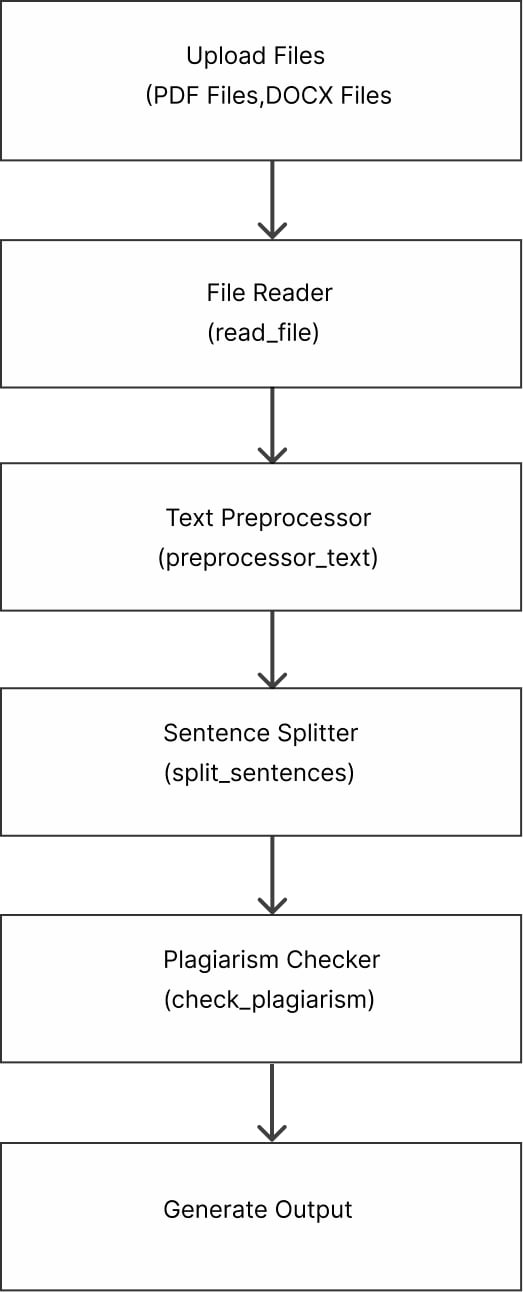 Upload Files
(PDF Files,DOCX Files
File Reader
(read_file)
Text Preprocessor
(preprocessor_text)
Sentence Splitter
(split_sentences)
Plagiarism Checker
(check_plagiarism)
Generate Output